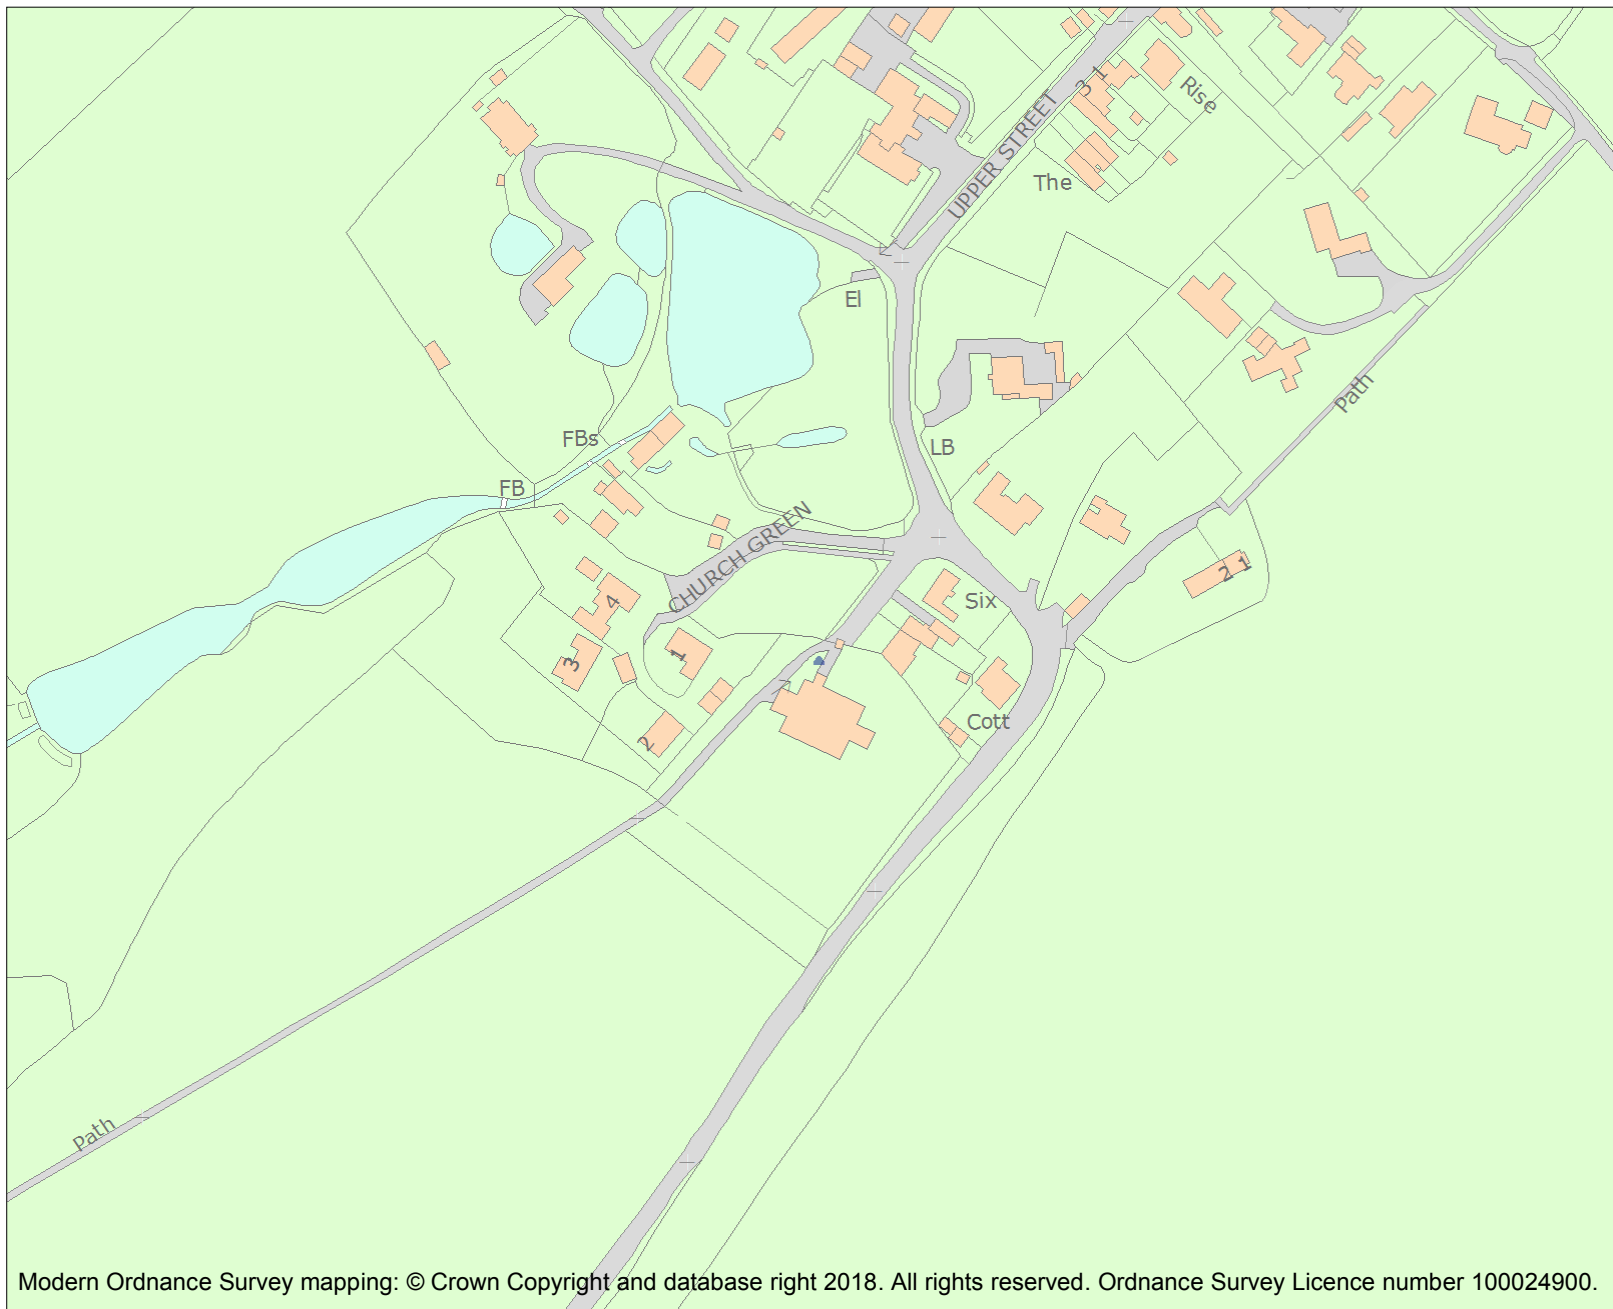 3 1
Rise
UPPER STREET
The
El
Path
FBs
LB
FB
CHURCH GREEN
2 1
4
Six
1
3
Cott
2
Path
Modern Ordnance Survey mapping: © Crown Copyright and database right 2018. All rights reserved. Ordnance Survey Licence number 100024900.